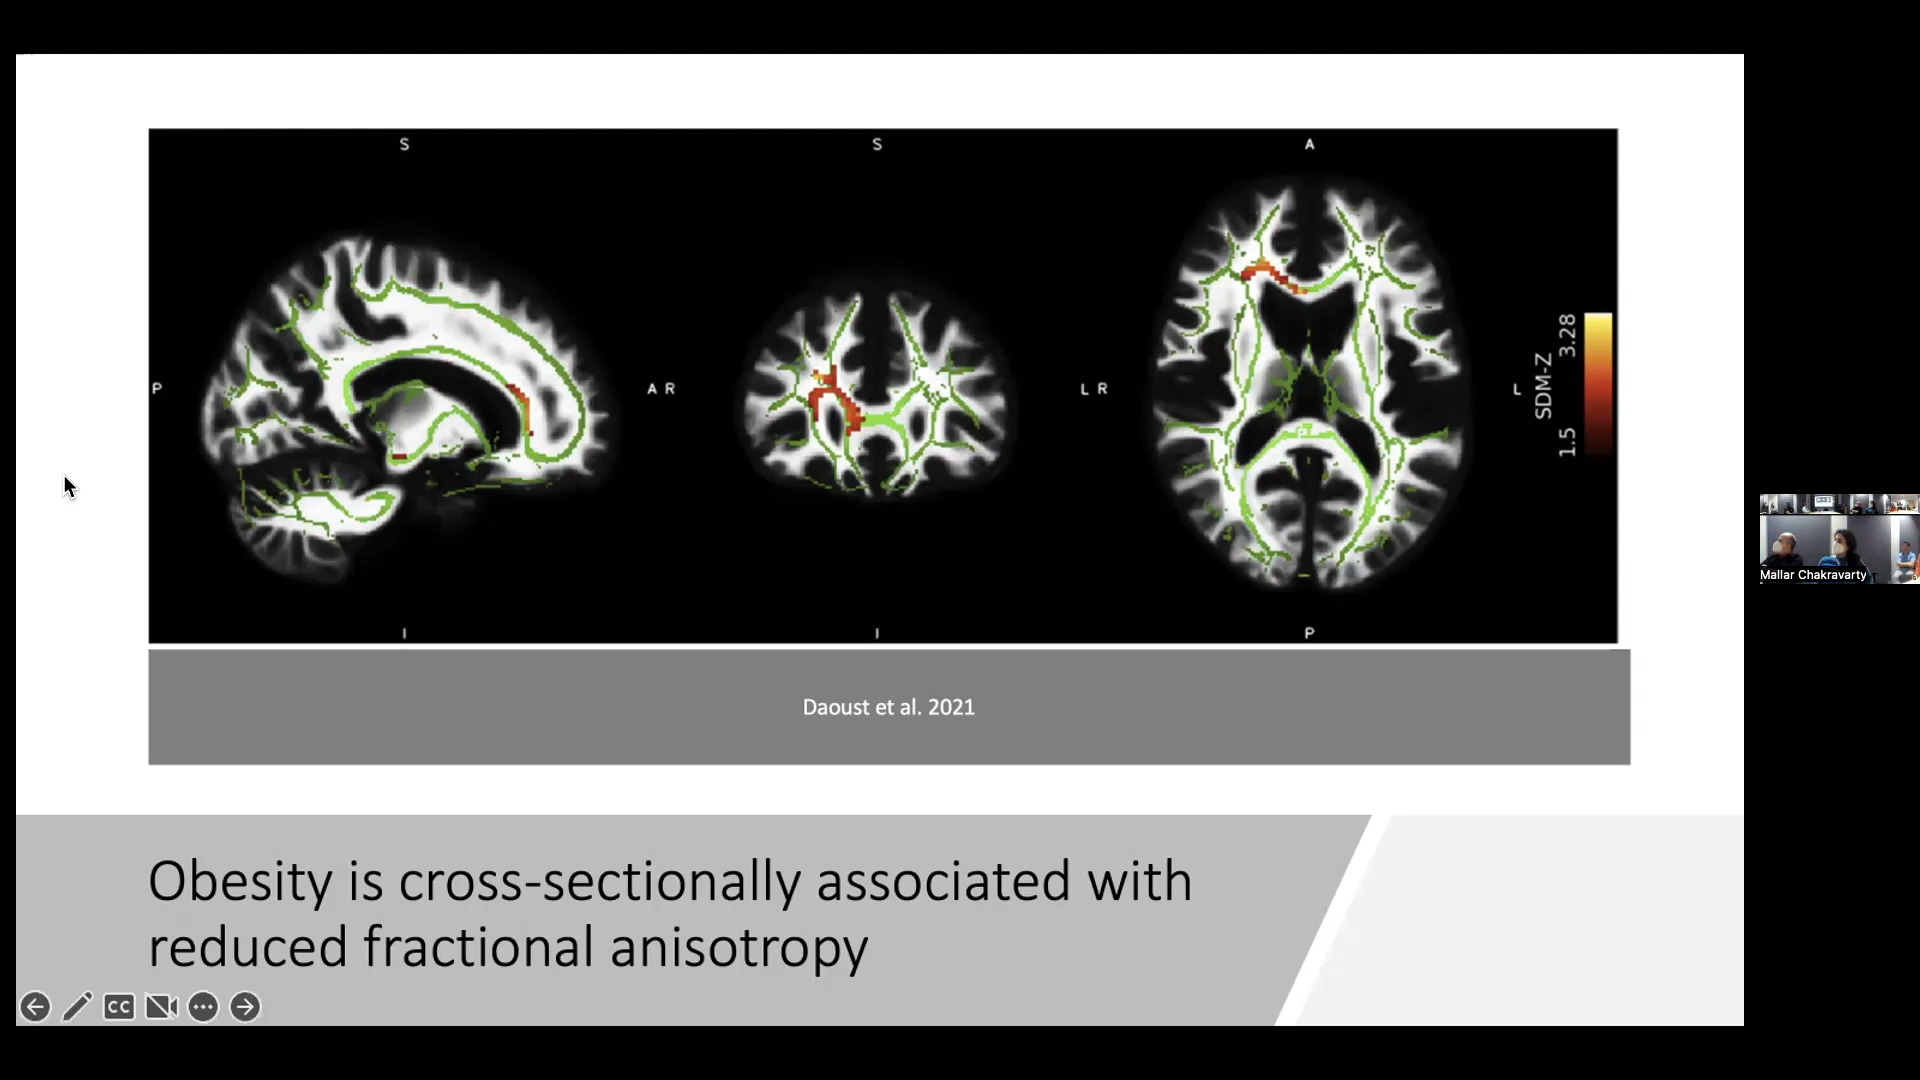 S S A
P A R L R L
SDM-Z
3.28
1.5
I I P
Daoust et al. 2021
Obesity is cross-sectionally associated with
reduced fractional anisotropy
CC
Mallar Chakravarty